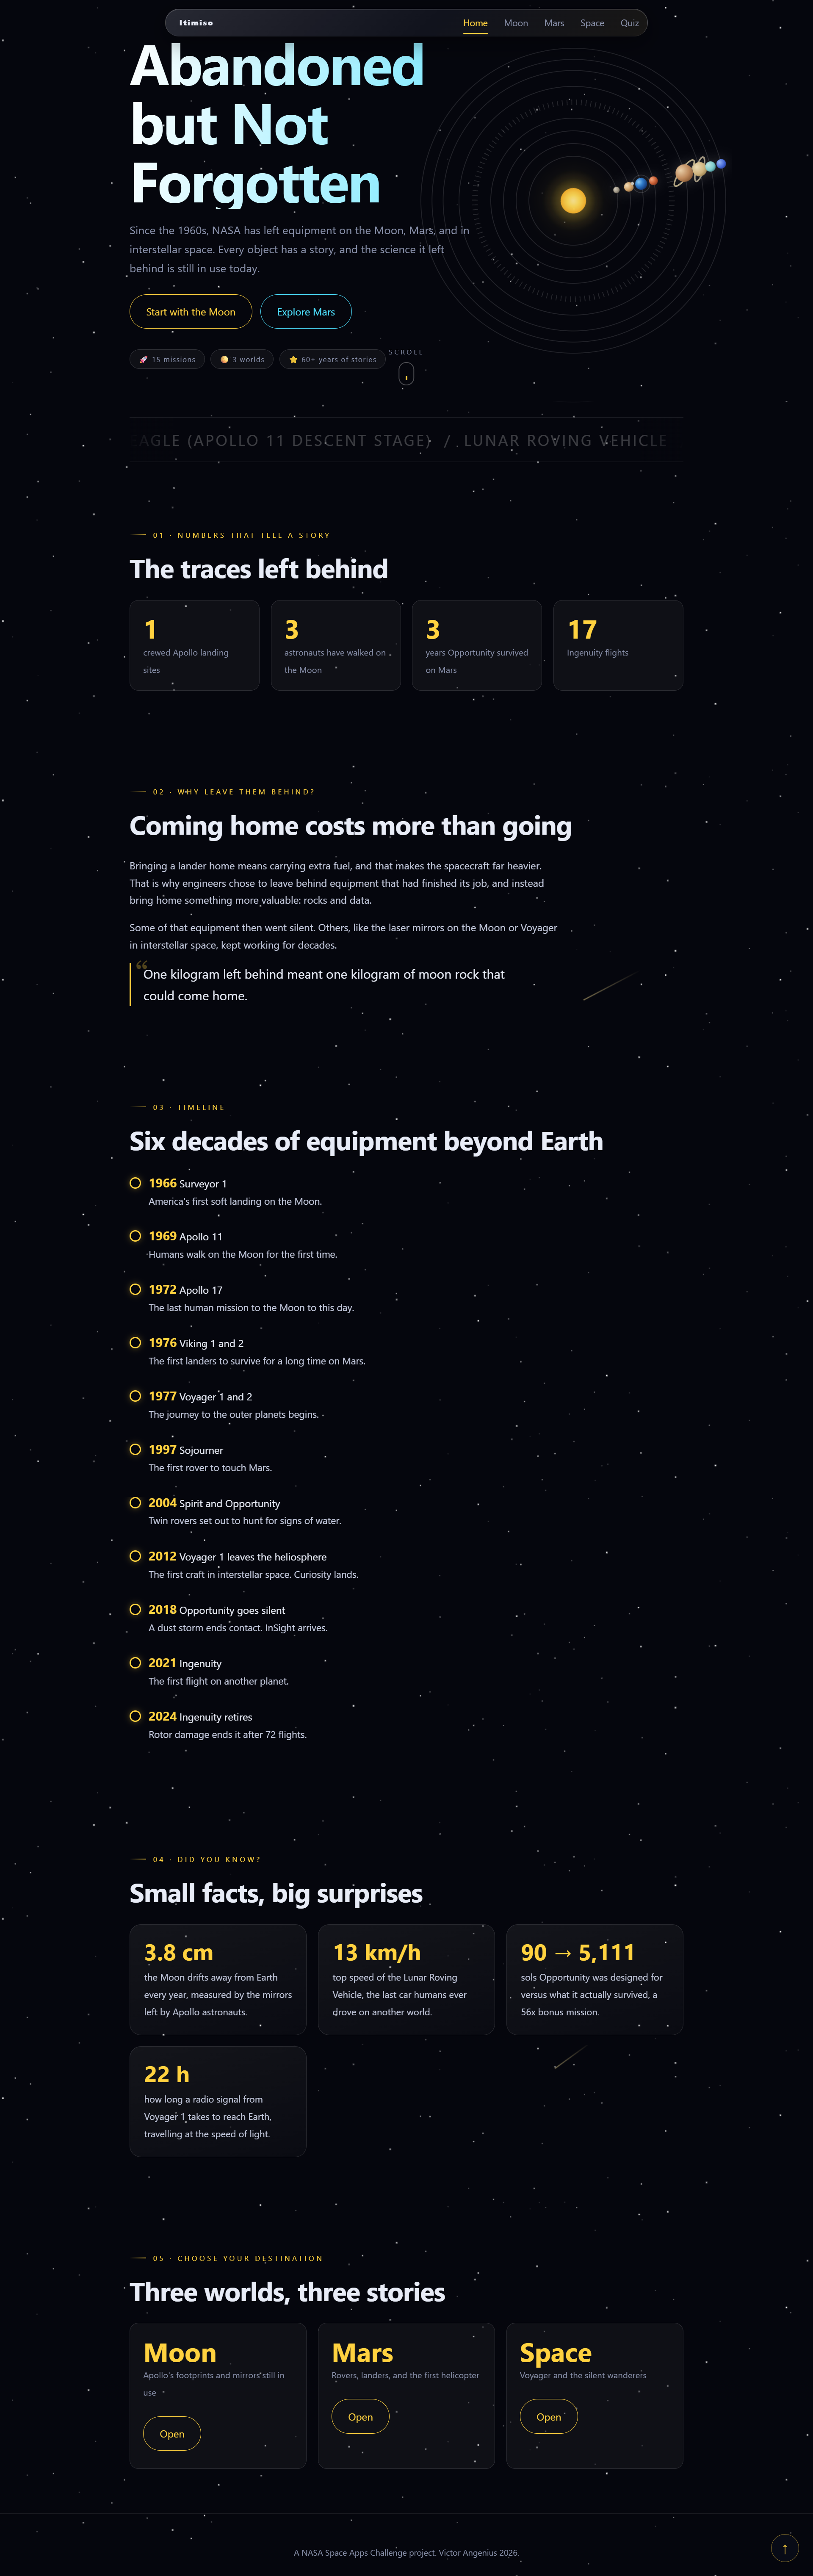 Itimiso
Home Moon Mars Space Quiz
Abandoned
but Not
Forgotten
Since the 1960s, NASA has left equipment on the Moon, Mars, and in
interstellar space. Every object has a story, and the science it left
behind is still in use today.
Start with the Moon
Explore Mars
🚀 15 missions
🌕 3 worlds
⭐ 60+ years of stories
SCROLL
EAGLE (APOLLO 11 DESCENT STAGE) / LUNAR ROVING VEHICLE
01 · NUMBERS THAT TELL A STORY
The traces left behind
1
crewed Apollo landing
sites
3
astronauts have walked on
the Moon
3
years Opportunity survived
on Mars
17
Ingenuity flights
02 · WHY LEAVE THEM BEHIND?
Coming home costs more than going
Bringing a lander home means carrying extra fuel, and that makes the spacecraft far heavier.
That is why engineers chose to leave behind equipment that had finished its job, and instead
bring home something more valuable: rocks and data.
Some of that equipment then went silent. Others, like the laser mirrors on the Moon or Voyager
in interstellar space, kept working for decades.
“
One kilogram left behind meant one kilogram of moon rock that
could come home.
03 · TIMELINE
Six decades of equipment beyond Earth
1966 Surveyor 1
America's first soft landing on the Moon.
1969 Apollo 11
Humans walk on the Moon for the first time.
1972 Apollo 17
The last human mission to the Moon to this day.
1976 Viking 1 and 2
The first landers to survive for a long time on Mars.
1977 Voyager 1 and 2
The journey to the outer planets begins.
1997 Sojourner
The first rover to touch Mars.
2004 Spirit and Opportunity
Twin rovers set out to hunt for signs of water.
2012 Voyager 1 leaves the heliosphere
The first craft in interstellar space. Curiosity lands.
2018 Opportunity goes silent
A dust storm ends contact. InSight arrives.
2021 Ingenuity
The first flight on another planet.
2024 Ingenuity retires
Rotor damage ends it after 72 flights.
04 · DID YOU KNOW?
Small facts, big surprises
3.8 cm
the Moon drifts away from Earth
every year, measured by the mirrors
left by Apollo astronauts.
13 km/h
top speed of the Lunar Roving
Vehicle, the last car humans ever
drove on another world.
90 → 5,111
sols Opportunity was designed for
versus what it actually survived, a
56x bonus mission.
22 h
how long a radio signal from
Voyager 1 takes to reach Earth,
travelling at the speed of light.
05 · CHOOSE YOUR DESTINATION
Three worlds, three stories
Moon
Apollo's footprints and mirrors still in
use
Open
Mars
Rovers, landers, and the first helicopter
Open
Space
Voyager and the silent wanderers
Open
A NASA Space Apps Challenge project. Victor Angenius 2026.
↑